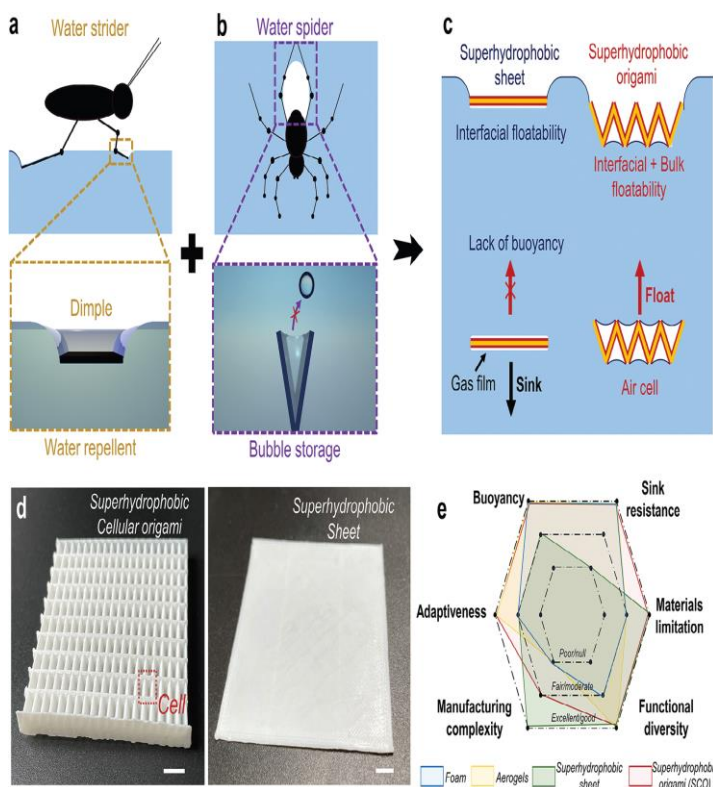 a
Water strider
Dimple
Water repellent
b
Water spider
Bubble storage
c
Superhydrophobic
sheet
Superhydrophobic
origami
Interfacial floatability
Interfacial + Bulk
floatability
Lack of buoyancy
Float
Gas film
Sink
Air cell
d
Superhydrophobic
Cellular origami
Cell
Superhydrophobic
Sheet
e
Buoyancy
Sink
resistance
Adaptiveness
Materials
limitation
Poor/null
Fair/moderate
Excellent/good
Manufacturing
complexity
Functional
diversity
Foam
Aerogels
Superhydrophobic
sheet
Superhydropho
origami (SCO)